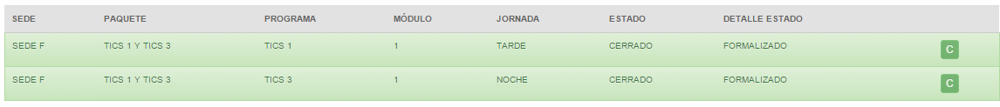 SEDE PAQUETE PROGRAMA MÓDULO JORNADA ESTADO DETALLE ESTADO
SEDE F TICS 1 Y TICS 3 TICS 1 1 TARDE CERRADO FORMALIZADO C
SEDE F TICS 1 Y TICS 3 TICS 3 1 NOCHE CERRADO FORMALIZADO C